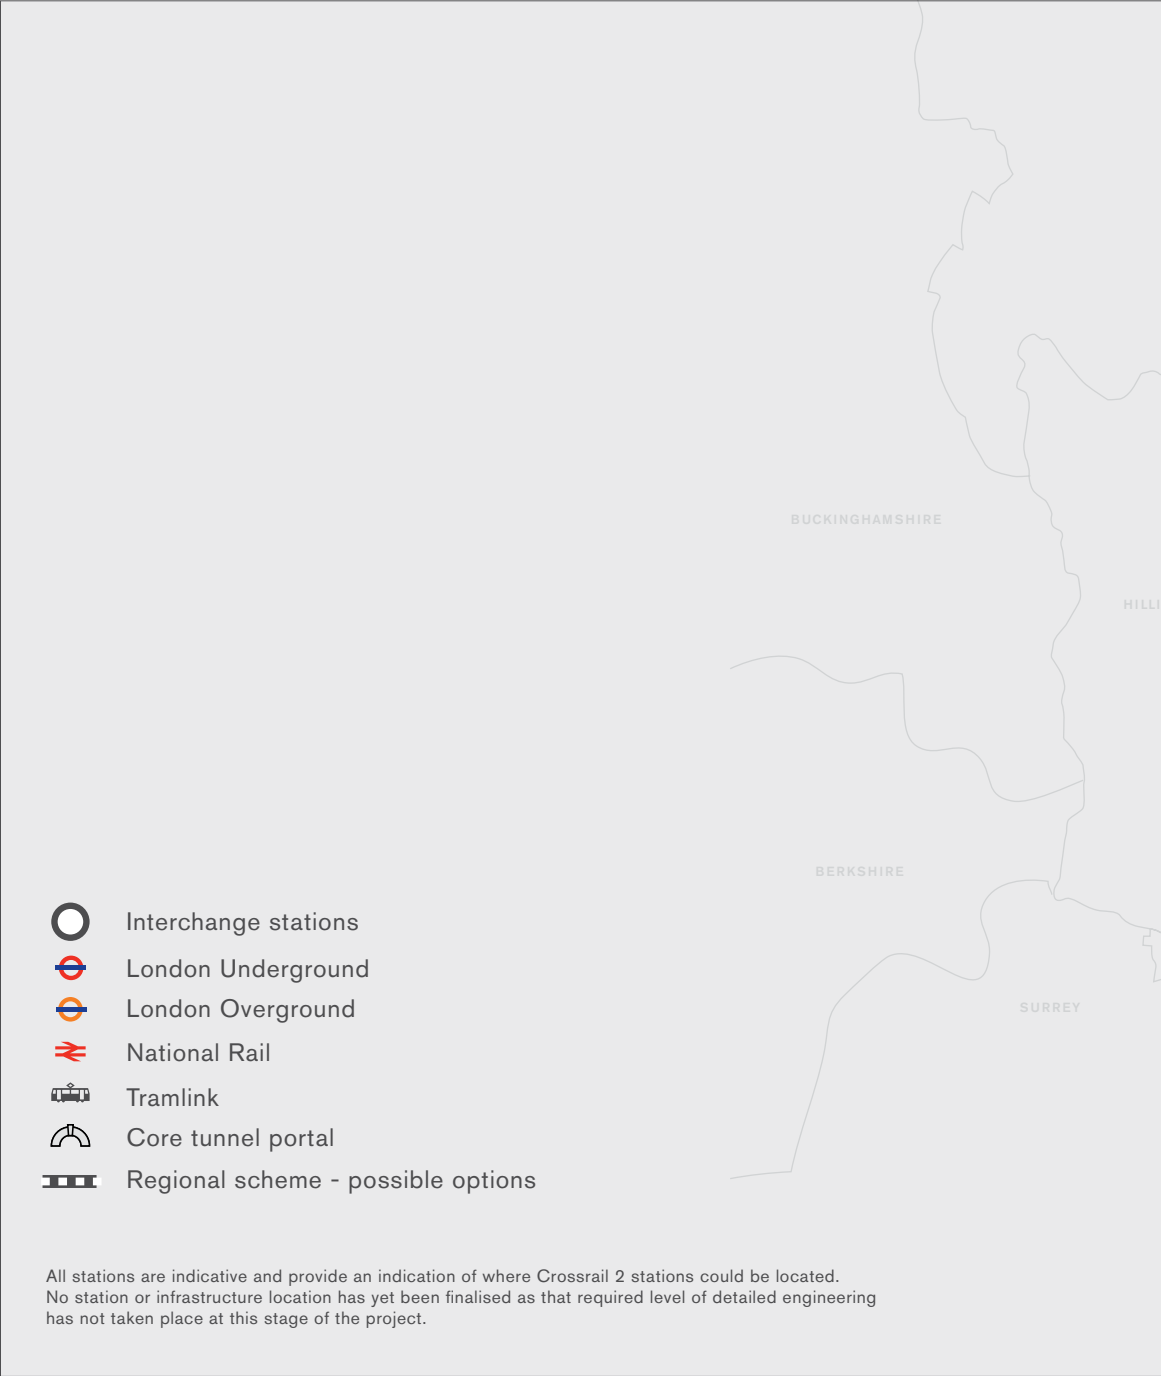 BUCKINGHAMSHIRE
HILLI
BERKSHIRE
Interchange stations
London Underground
SURREY
London Overground
National Rail
Tramlink
Core tunnel portal
Regional scheme - possible options
All stations are indicative and provide an indication of where Crossrail 2 stations could be located.
No station or infrastructure location has yet been finalised as that required level of detailed engineering
has not taken place at this stage of the project.